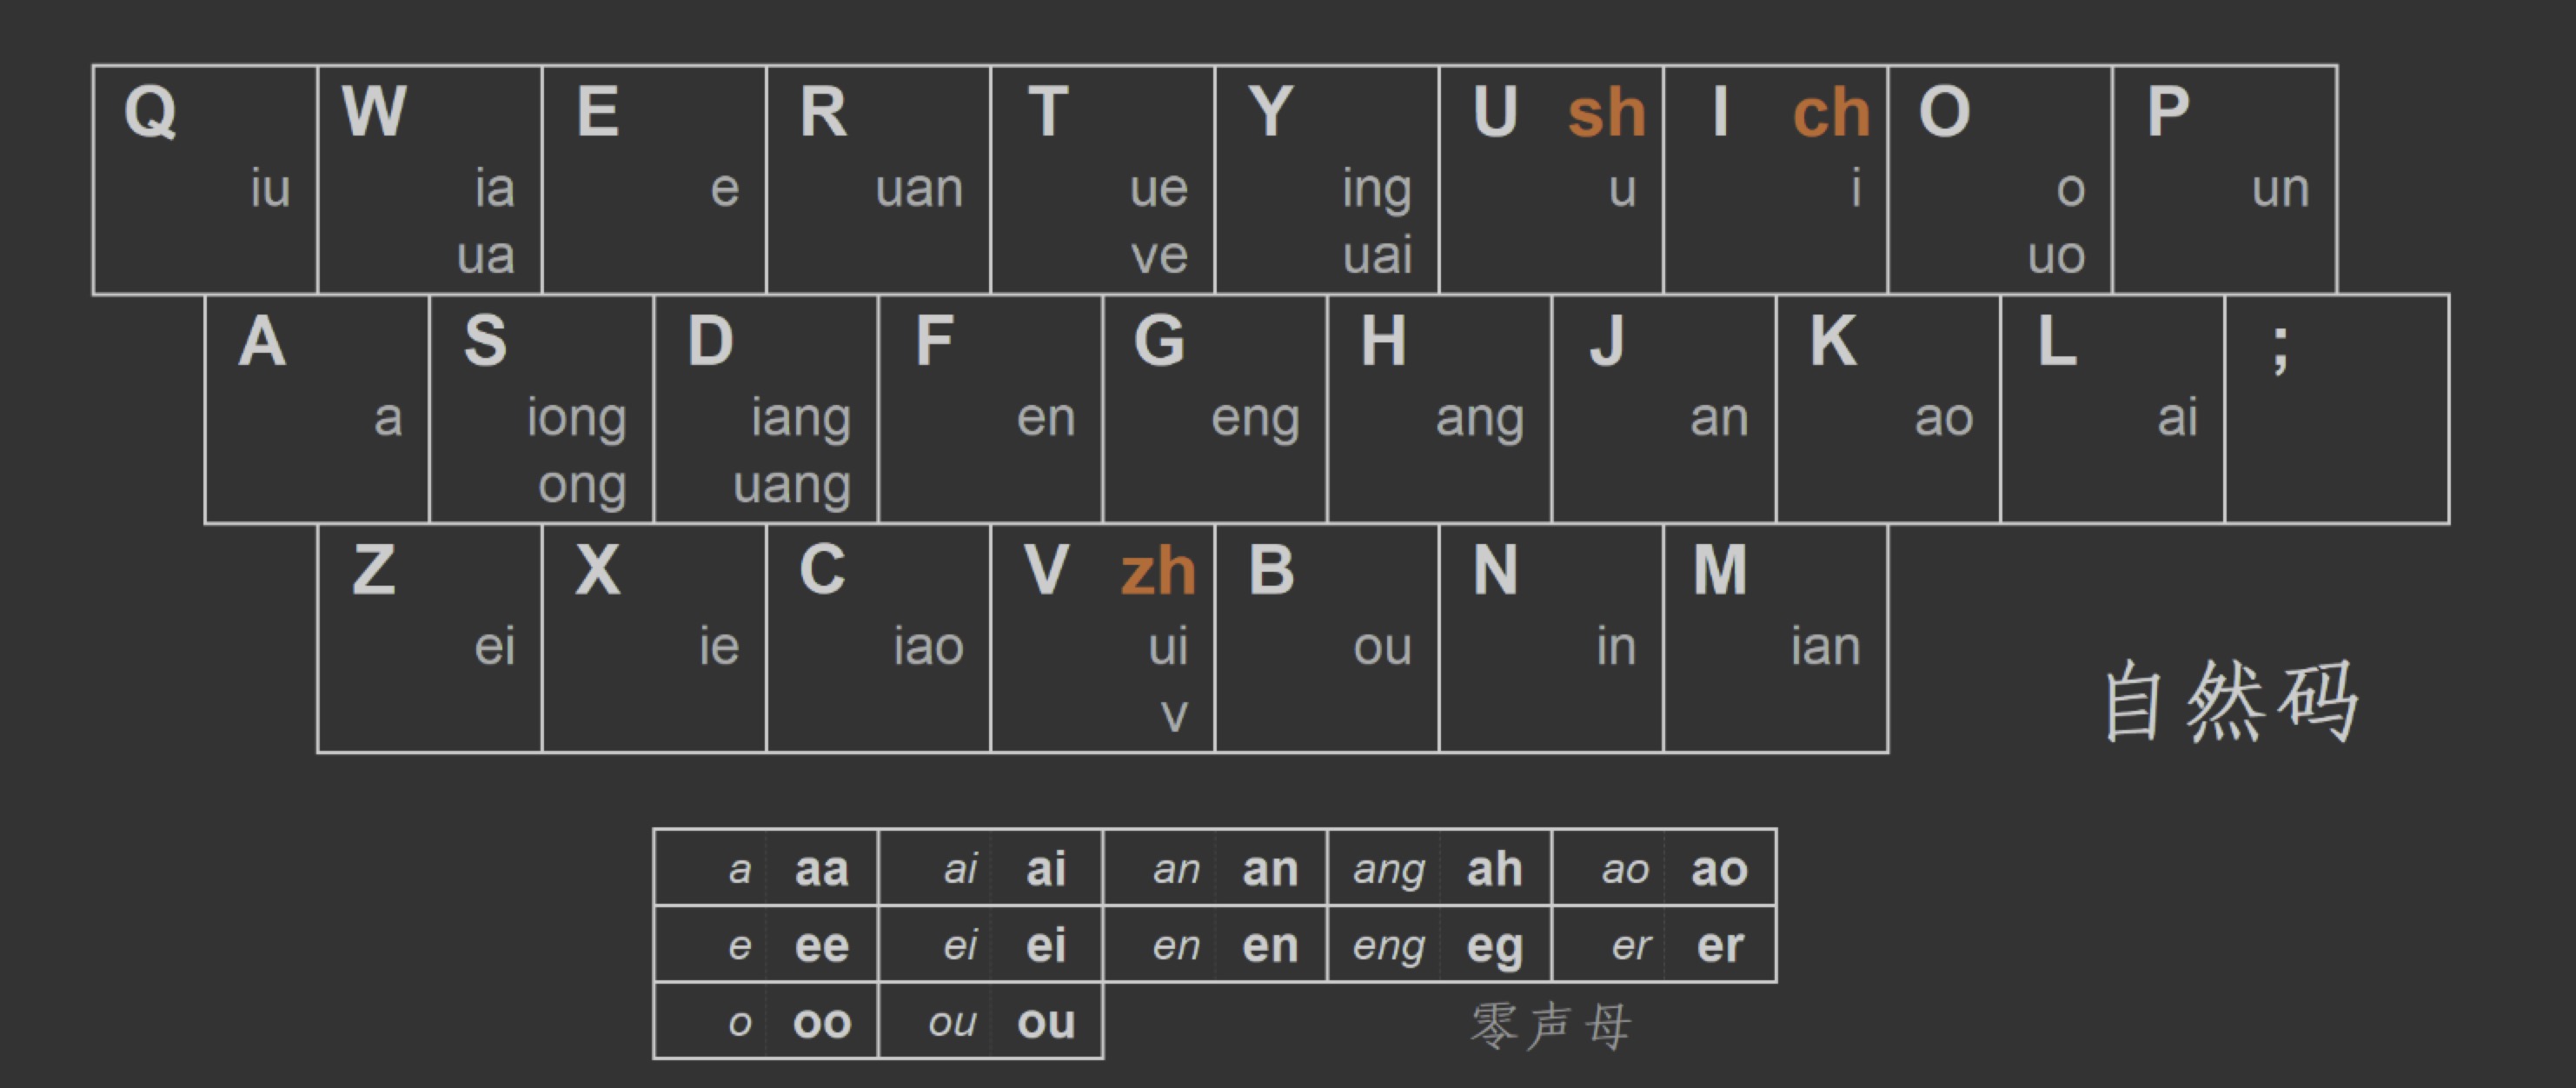 Q W E R T Y U sh I ch O P
iu ia e uan ue ing u i o un
ua ve uai uo
A S D F G H J K L ;
a iong iang en eng ang an ao ai
ong uang
Z X C V zh B N M
ei ie iao ui ou in ian
v
自然码
a aa ai ai an an ang ah ao ao
e ee ei ei en en eng eg er er
o oo ou ou
零声母